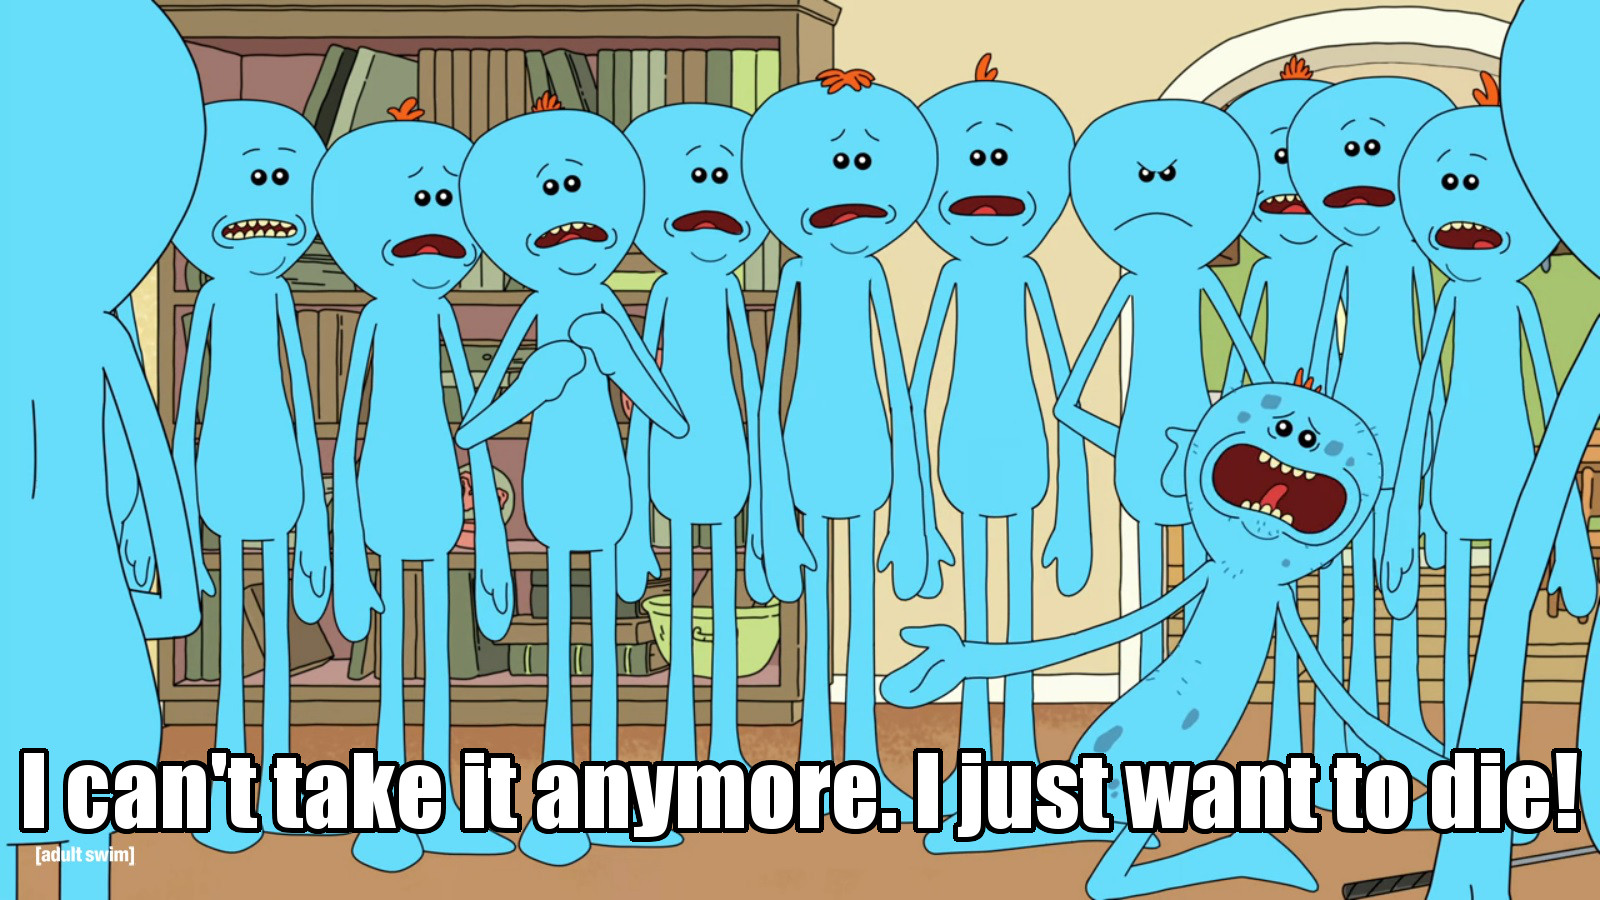 I can't take it anymore. I just want to die!
[adult swim]